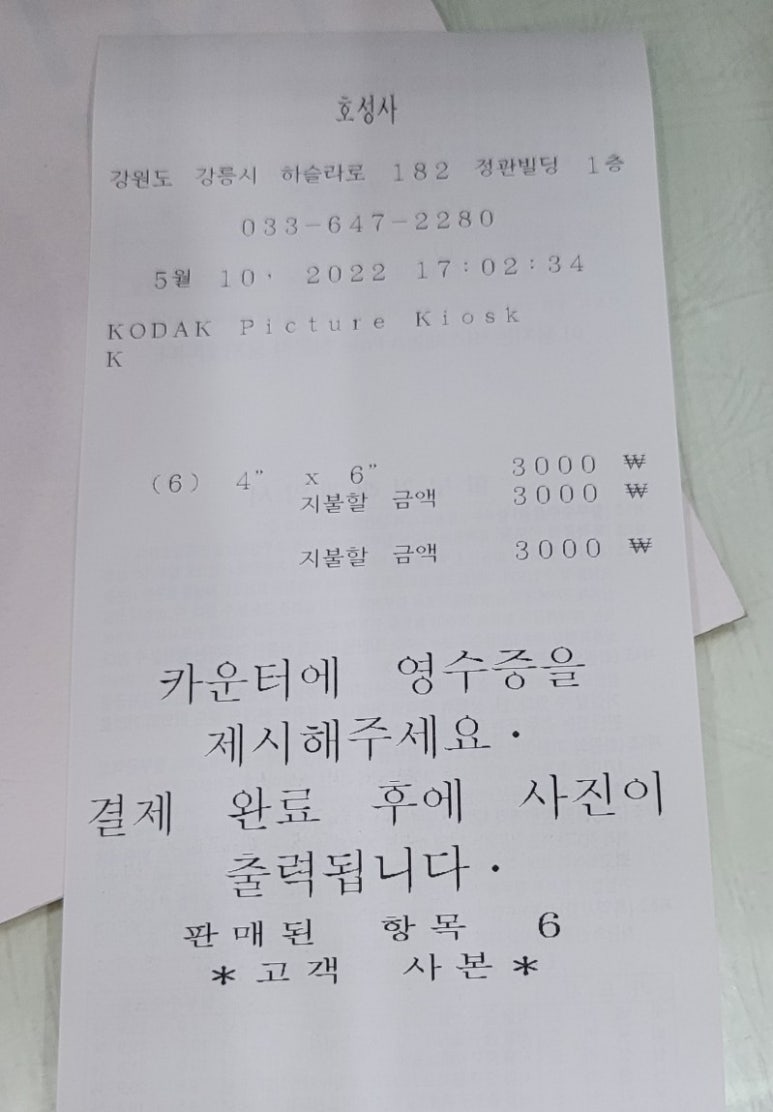 호성사
강원도 강릉시 하슬라로 182 정관빌딩 1층
033-647-2280
5월 10, 2022 17:02:34
KODAK Picture Kiosk
K
(6) 4" x 6" 3000 ₩
지불할 금액 3000 ₩
지불할 금액 3000 ₩
카운터에 영수증을
제시해주세요.
결제 완료 후에 사진이
출력됩니다.
판매된 항목 6
*고객 사본*